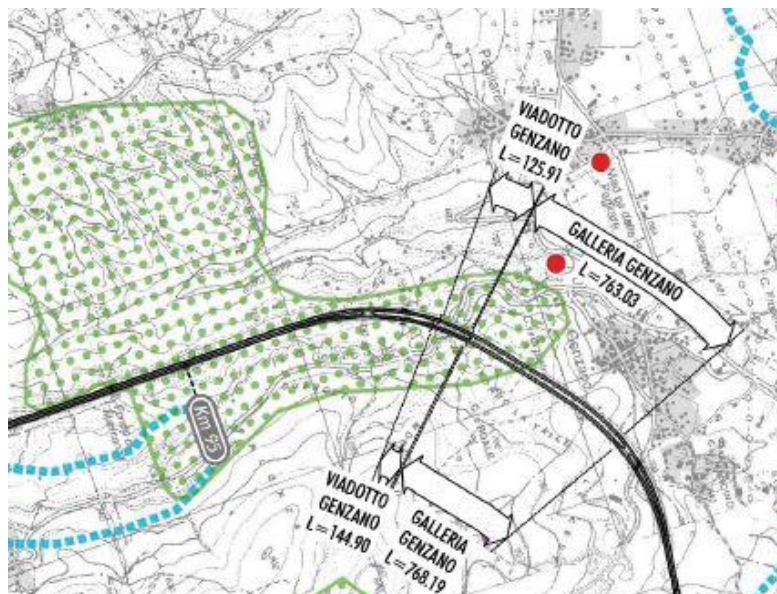 VIADOTTO
GENZANO
L=125.91
GALLERIA GENZANO
L=763.03
Km 95
VIADOTTO
GENZANO
L=144.90
GALLERIA
GENZANO
L=768.19